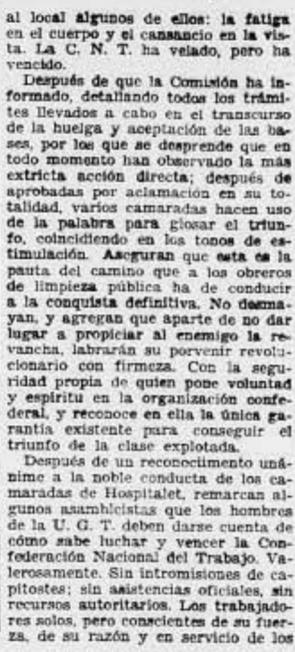 al local algunos de ellos: la fatiga
en el cuerpo y el cansancio en la vis-
ta. La C. N. T. ha velado, pero ha
vencido.
Después de que la Comisión ha in-
formado, detallando todos los trámi-
tes llevados a cabo en el transcurso
de la huelga y aceptación de las ba-
ses, por los que se desprende que en
todo momento han observado la más
extricta acción directa; después de
aprobadas por aclamación en su to-
talidad, varios camaradas hacen uso
de la palabra para glosar el triun-
fo, coincidiendo en los tonos de es-
timulación. Aseguran que esta es la
pauta del camino que a los obreros
de limpieza pública ha de conducir
a la conquista definitiva. No desma-
yan, y agregan que aparte de no dar
lugar a propiciar al enemigo la re-
vancha, labrarán su porvenir revolu-
cionario con firmeza. Con la segu-
ridad propia de quien pone voluntad
y espíritu en la organización confe-
deral, y reconoce en ella la única ga-
rantía existente para conseguir el
triunfo de la clase explotada.
Después de un reconocimiento uná-
nime a la noble conducta de los ca-
maradas de Hospitalet, remarcan al-
gunos asambleistas que los hombres
de la U. G. T. deben darse cuenta de
cómo sabe luchar y vencer la Con-
federación Nacional del Trabajo. Va-
lerosamente. Sin intromisiones de ca-
pitostes; sin asistencias oficiales, sin
recursos autoritarios. Los trabajado-
res solos, pero conscientes de su fuer-
za, de su razón y en servicio de los